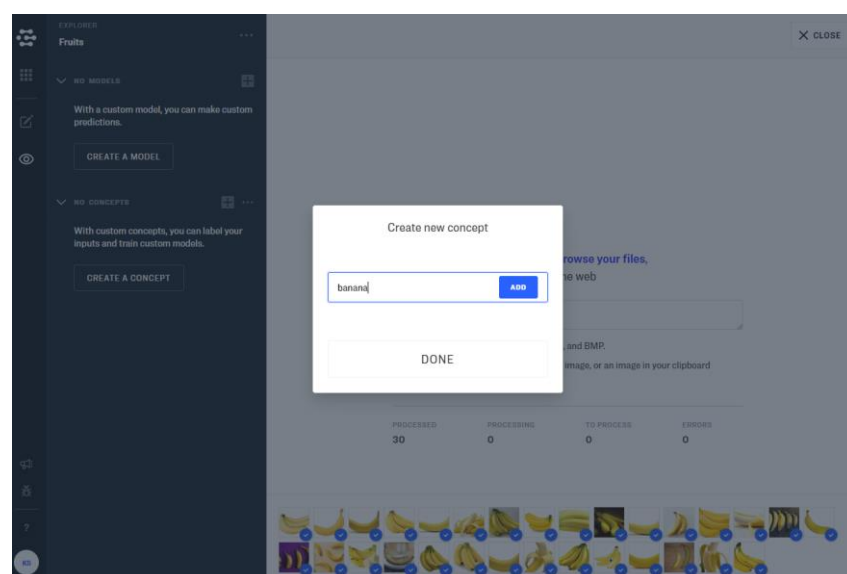 EXPLORER
Fruits
CLOSE
NO MODELS
With a custom model, you can make custom
predictions.
CREATE A MODEL
NO CONCEPTS
With custom concepts, you can label your
inputs and train custom models.
CREATE A CONCEPT
Create new concept
banana
ADD
DONE
rowse your files,
he web
, and BMP.
image, or an image in your clipboard
PROCESSED PROCESSING TO PROCESS ERRORS
30 0 0 0
?